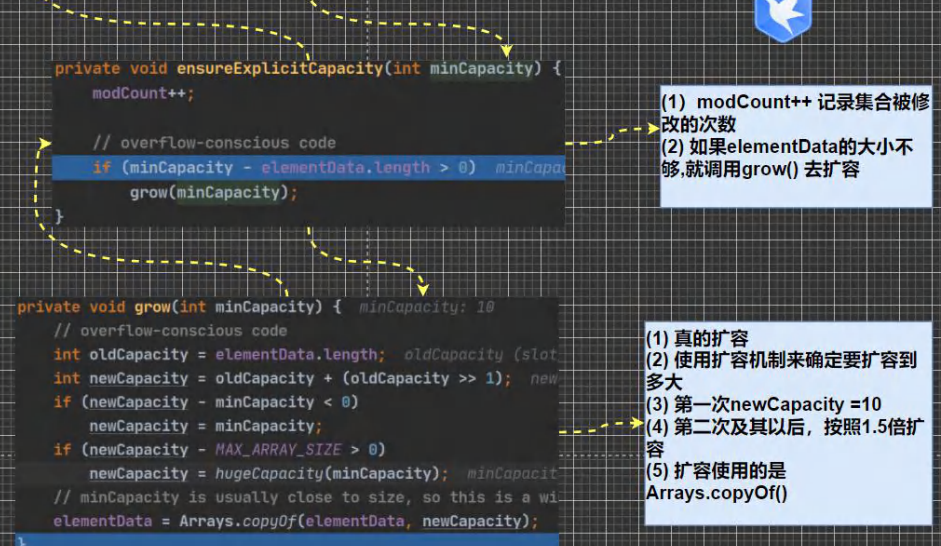 private void ensureExplicitCapacity(int minCapacity) {
modCount++;
// overflow-conscious code
if (minCapacity - elementData.length > 0) minCapac
grow(minCapacity);
}
(1) modCount++ 记录集合被修
改的次数
(2) 如果elementData的大小不
够,就调用grow() 去扩容
private void grow(int minCapacity) { minCapacity: 10
// overflow-conscious code
int oldCapacity = elementData.length; oldCapacity (slot
int newCapacity = oldCapacity + (oldCapacity >> 1); new
if (newCapacity - minCapacity < 0)
newCapacity = minCapacity;
if (newCapacity - MAX_ARRAY_SIZE > 0)
newCapacity = hugeCapacity(minCapacity); minCapacit
// minCapacity is usually close to size, so this is a wi
elementData = Arrays.copyOf(elementData, newCapacity);
}
(1) 真的扩容
(2) 使用扩容机制来确定要扩容到
多大
(3) 第一次newCapacity =10
(4) 第二次及其以后，按照1.5倍扩
容
(5) 扩容使用的是
Arrays.copyOf()